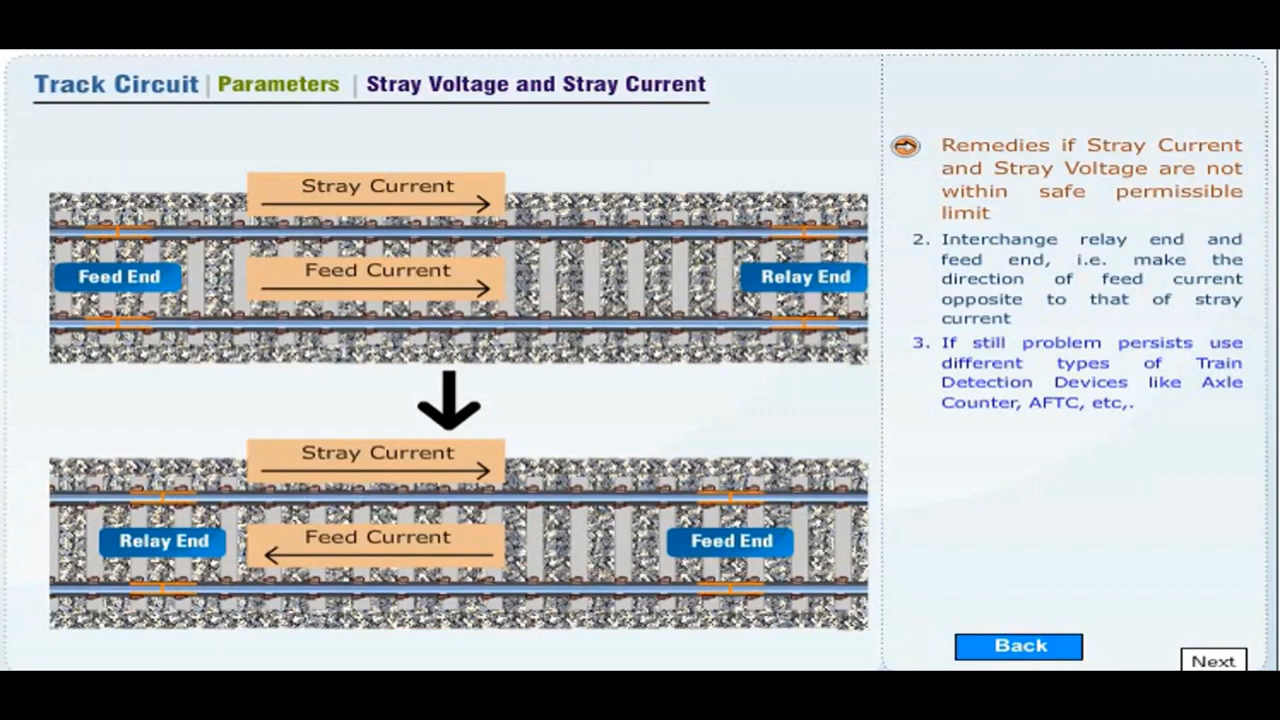 Track Circuit | Parameters | Stray Voltage and Stray Current
Stray Current
Feed Current
Feed End
Relay End
Stray Current
Feed Current
Relay End
Feed End
Remedies if Stray Current
and Stray Voltage are not
within safe permissible
limit
2. Interchange relay end and
feed end, i.e. make the
direction of feed current
opposite to that of stray
current
3. If still problem persists use
different types of Train
Detection Devices like Axle
Counter, AFTC, etc,.
Back
Next